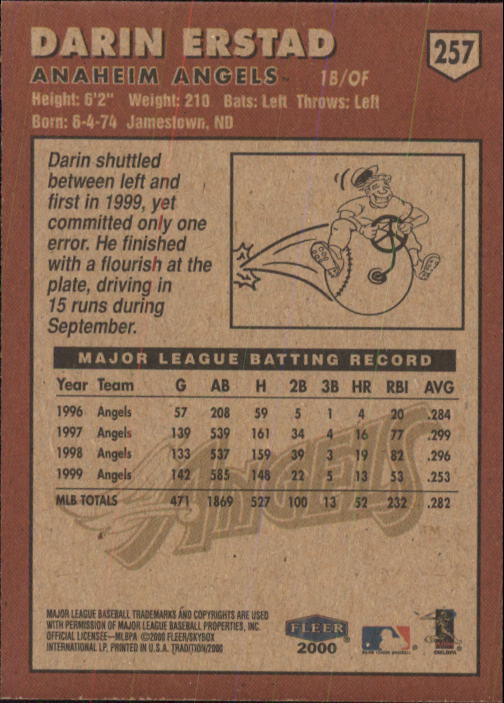 DARIN ERSTAD
257
ANAHEIM ANGELS™ 1B/OF
Height: 6'2" Weight: 210 Bats: Left Throws: Left
Born: 6-4-74 Jamestown, ND
Darin shuttled
between left and
first in 1999, yet
committed only one
error. He finished
with a flourish at the
plate, driving in
15 runs during
September.
MAJOR LEAGUE BATTING RECORD
Year Team G AB H 2B 3B HR RBI AVG
1996 Angels 57 208 59 5 1 4 20 .284
1997 Angels 139 539 161 34 4 16 77 .299
1998 Angels 133 537 159 39 3 19 82 .296
1999 Angels 142 585 148 22 5 13 53 .253
MLB TOTALS 471 1869 527 100 13 52 232 .282
ANGELS
TM
MAJOR LEAGUE BASEBALL TRADEMARKS AND COPYRIGHTS ARE USED
WITH PERMISSION OF MAJOR LEAGUE BASEBALL PROPERTIES, INC.
OFFICIAL LICENSEE—MLBPA ©2000 FLEER/SKYBOX
INTERNATIONAL LP. PRINTED IN U.S.A. TRADITION/2000
FLEER
2000
©MLBPA